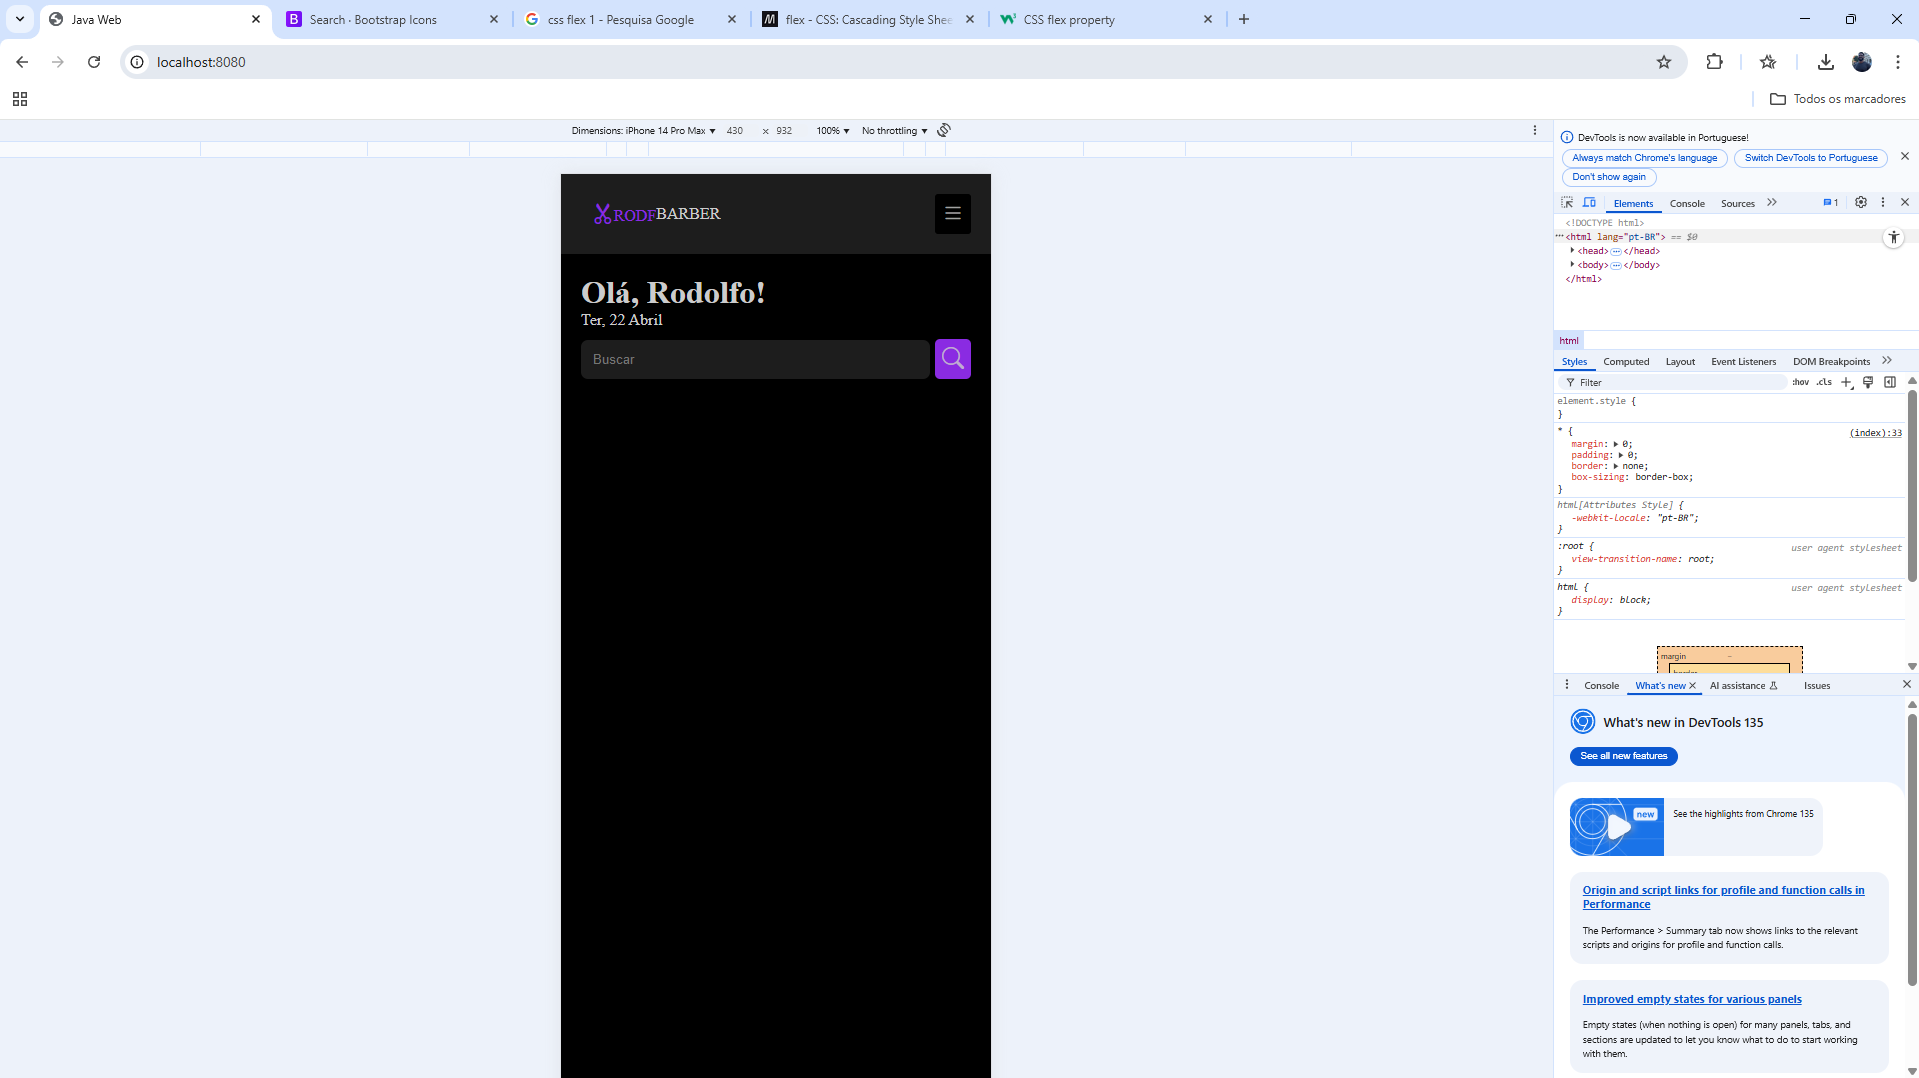 Java Web
Search · Bootstrap Icons
css flex 1 - Pesquisa Google
flex - CSS: Cascading Style Shee
CSS flex property
localhost:8080
Todos os marcadores
Dimensions: iPhone 14 Pro Max 430 × 932 100% No throttling
DevTools is now available in Portuguese!
Always match Chrome's language
Switch DevTools to Portuguese
Don't show again
Elements Console Sources 1
<!DOCTYPE html>
<html lang="pt-BR"> == $0
<head> </head>
<body> </body>
</html>
html
Styles Computed Layout Event Listeners DOM Breakpoints
Filter :hov .cls
element.style {
}
* { (index):33
margin: 0;
padding: 0;
border: none;
box-sizing: border-box;
}
html[Attributes Style] {
-webkit-locale: "pt-BR";
}
:root { user agent stylesheet
view-transition-name: root;
}
html { user agent stylesheet
display: block;
}
margin –
RODFBARBER
Olá, Rodolfo!
Ter, 22 Abril
Buscar
Console What's new AI assistance Issues
What's new in DevTools 135
See all new features
new
See the highlights from Chrome 135
Origin and script links for profile and function calls in
Performance
The Performance > Summary tab now shows links to the relevant
scripts and origins for profile and function calls.
Improved empty states for various panels
Empty states (when nothing is open) for many panels, tabs, and
sections are updated to let you know what to do to start working
with them.